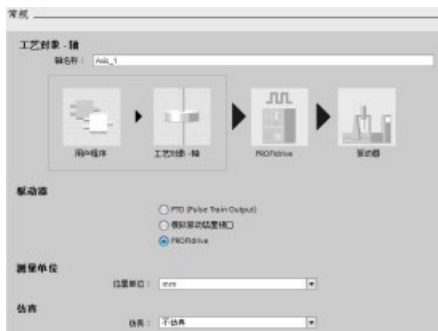 常规
工艺对象 - 轴
轴名称： Axis_1
用户程序
工艺对象 -轴
PROFIdrive
驱动器
驱动器
PTO (Pulse Train Output)
模拟驱动装置接口
PROFIdrive
测量单位
位置单位： mm
仿真
仿真： 不仿真